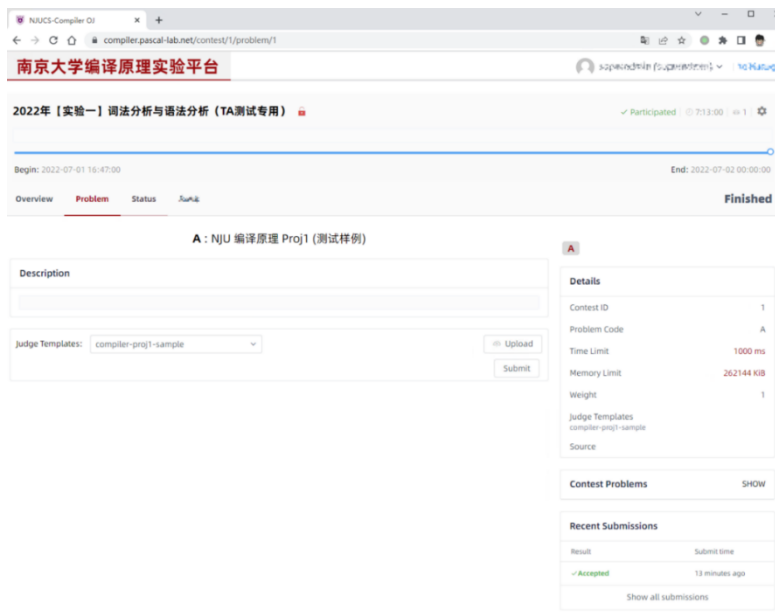 NJUCS-Compiler OJ
compiler.pascal-lab.net/contest/1/problem/1
南京大学编译原理实验平台
2022年【实验一】词法分析与语法分析（TA测试专用）
Participated 7:13:00 1
Begin: 2022-07-01 16:47:00 End: 2022-07-02 00:00:00
Overview Problem Status Finished
A : NJU 编译原理 Proj1 (测试样例)
Description
Judge Templates: compiler-proj1-sample Upload
Submit
A
Details
Contest ID 1
Problem Code A
Time Limit 1000 ms
Memory Limit 262144 KiB
Weight 1
Judge Templates
compiler-proj1-sample
Source
Contest Problems SHOW
Recent Submissions
Result Submit time
Accepted 13 minutes ago
Show all submissions